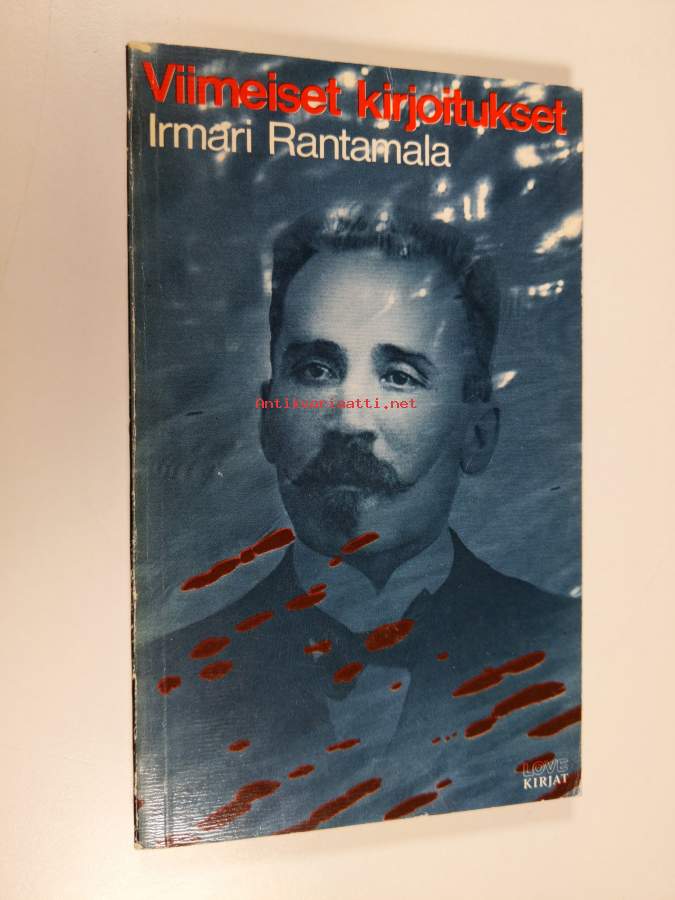 Viimeiset kirjoitukset
Irmari Rantamala
Antikvariaatti.net
LOVE
KIRJAT